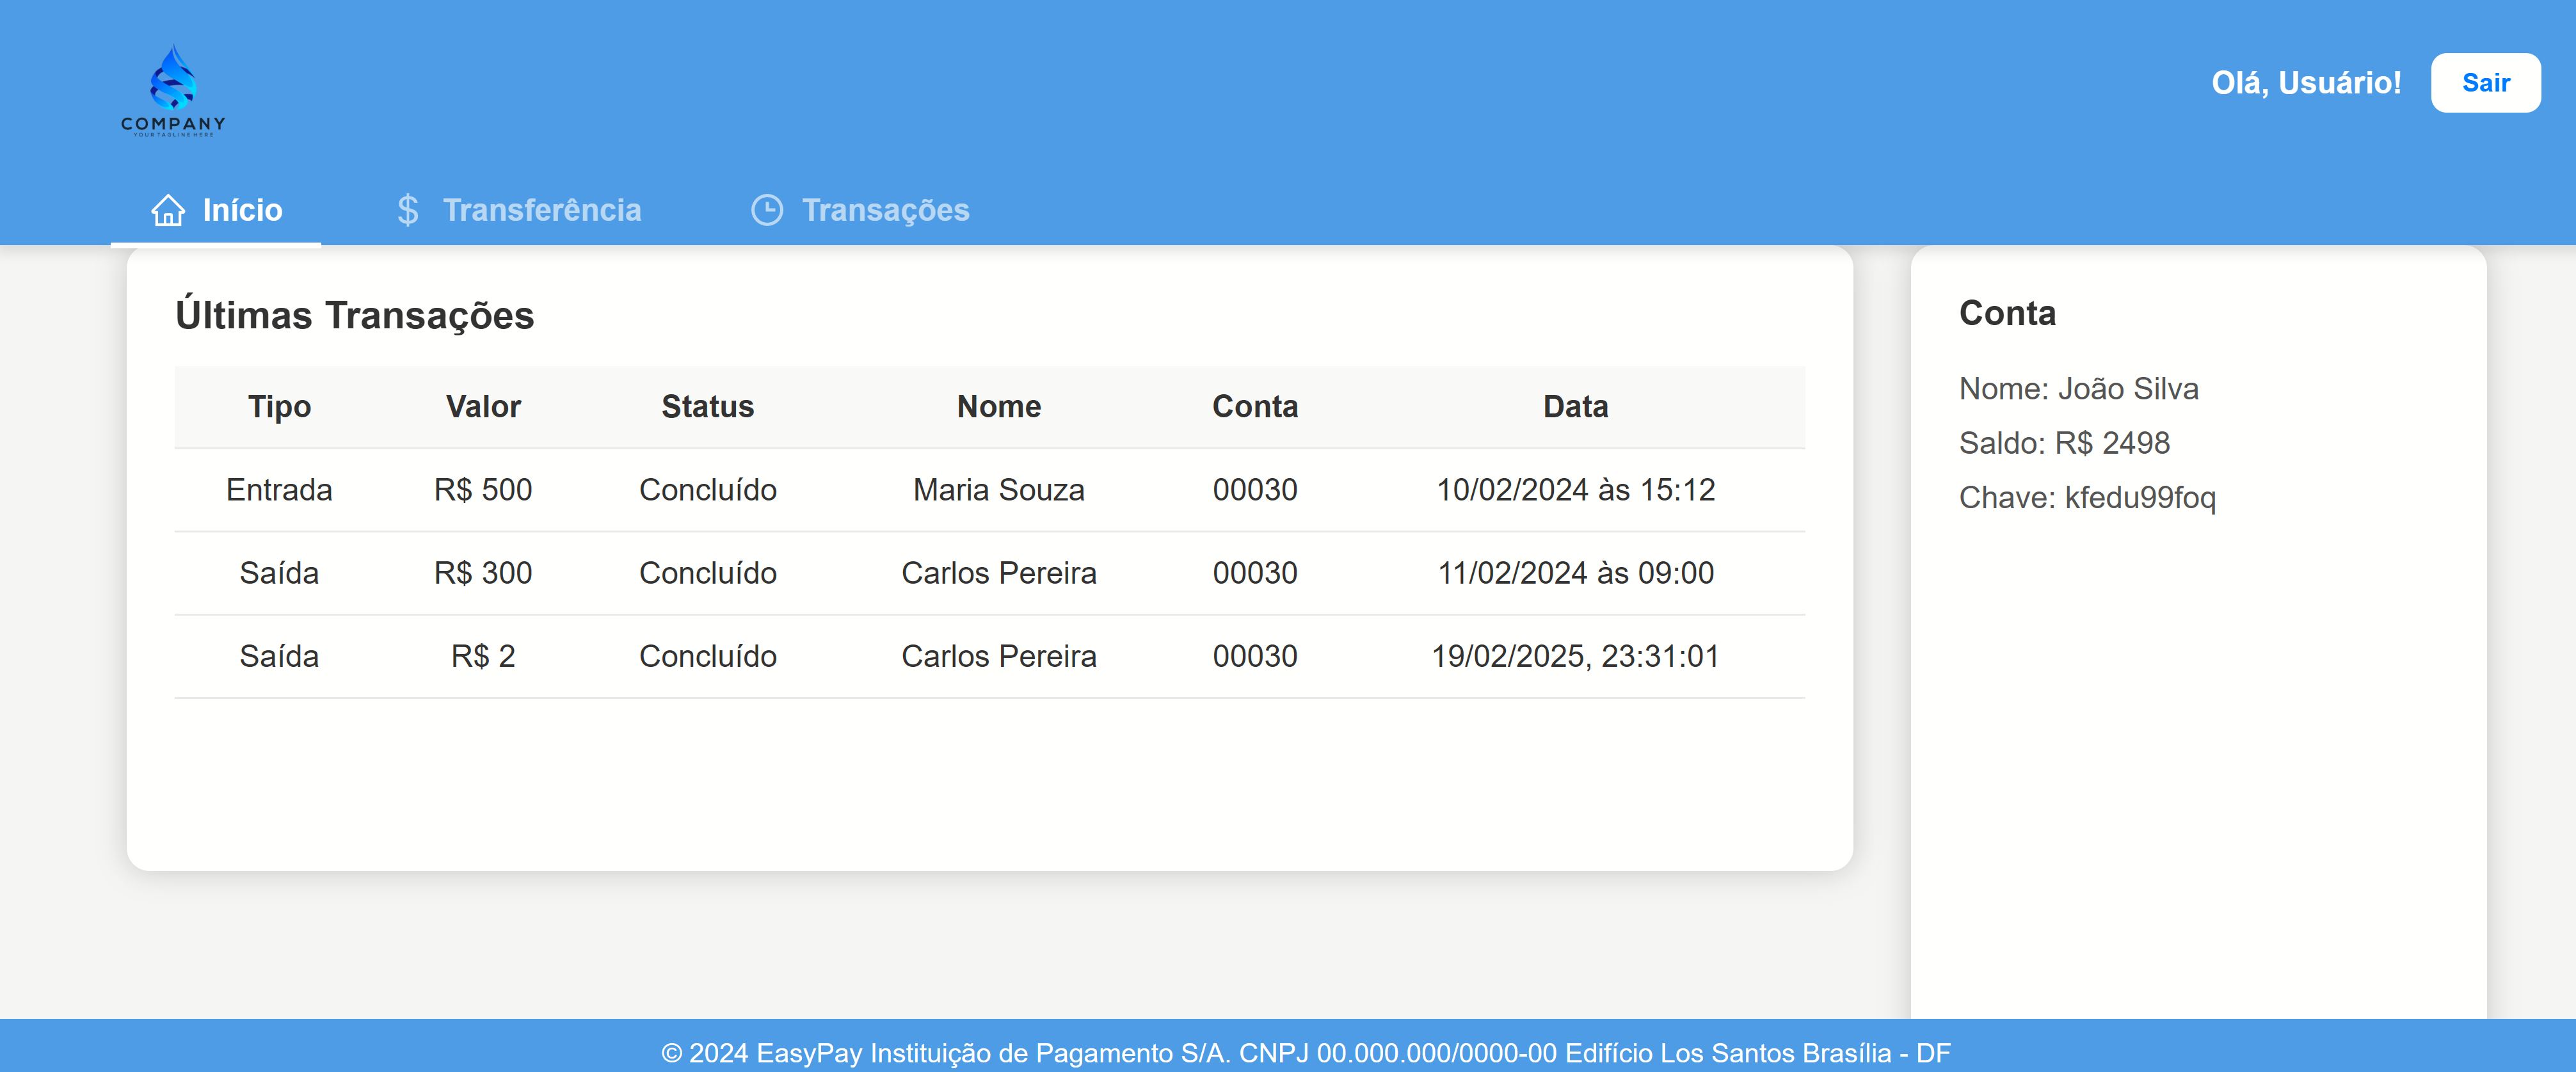 COMPANY
YOUR TAGLINE HERE
Olá, Usuário!
Sair
Início
Transferência
Transações
Últimas Transações
Tipo Valor Status Nome Conta Data
Entrada R$ 500 Concluído Maria Souza 00030 10/02/2024 às 15:12
Saída R$ 300 Concluído Carlos Pereira 00030 11/02/2024 às 09:00
Saída R$ 2 Concluído Carlos Pereira 00030 19/02/2025, 23:31:01
Conta
Nome: João Silva
Saldo: R$ 2498
Chave: kfedu99foq
© 2024 EasyPay Instituição de Pagamento S/A. CNPJ 00.000.000/0000-00 Edifício Los Santos Brasília - DF